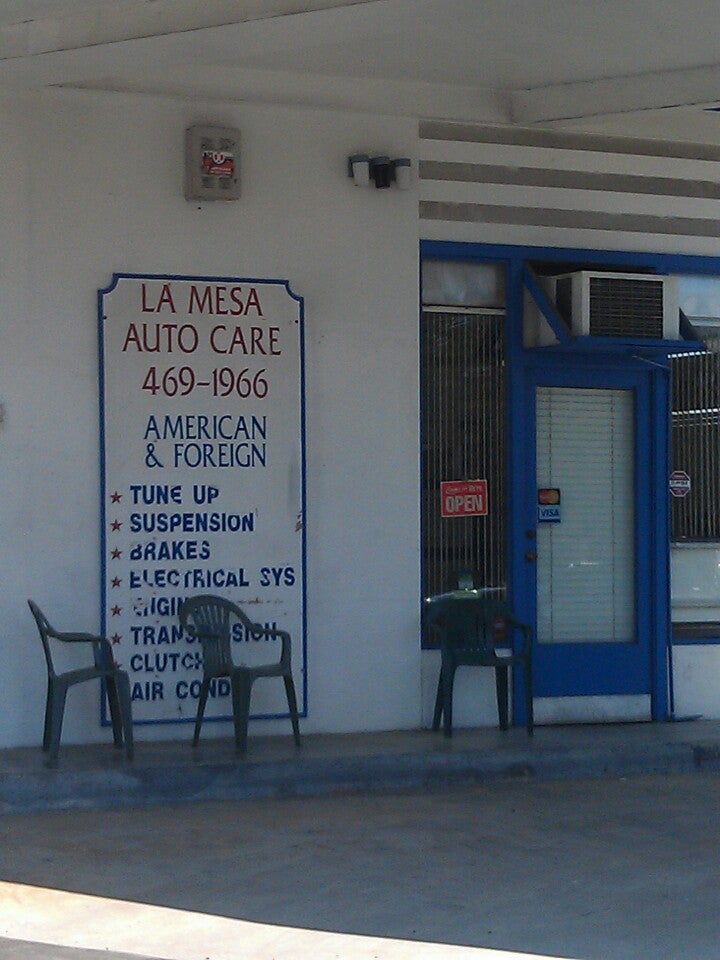 LA MESA
AUTO CARE
469-1966
AMERICAN
& FOREIGN
TUNE UP
SUSPENSION
BRAKES
ELECTRICAL SYS
TRANSMISSION
CLUTCH
AIR COND
OPEN
VISA